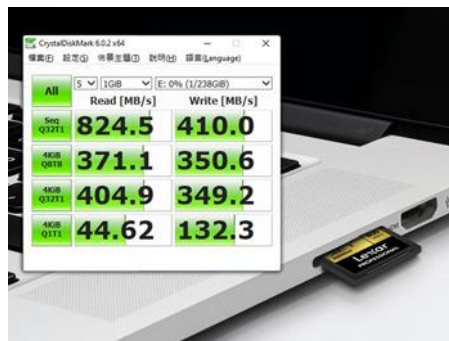 CrystalDiskMark 6.0.2 x64
檔案(F) 設定(S) 佈景主題(T) 說明(H) 語言(Language)
All 5 1GiB E: 0% (1/238GiB)
Read [MB/s] Write [MB/s]
Seq Q32T1 824.5 410.0
4KiB Q8T8 371.1 350.6
4KiB Q32T1 404.9 349.2
4KiB Q1T1 44.62 132.3
Lexar
PROFESSIONAL